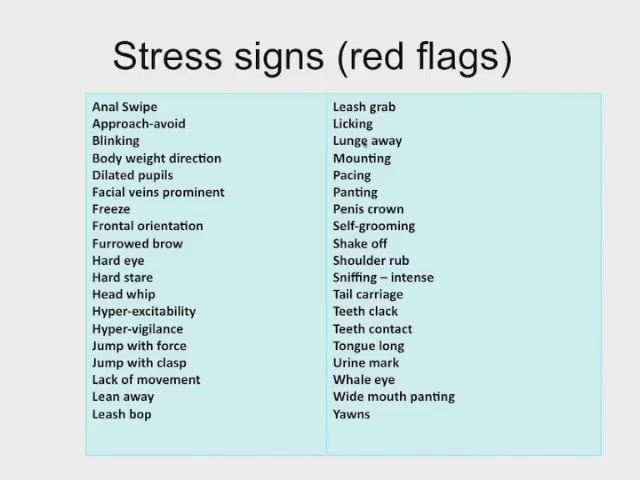 Stress signs (red flags)
Anal Swipe
Approach-avoid
Blinking
Body weight direction
Dilated pupils
Facial veins prominent
Freeze
Frontal orientation
Furrowed brow
Hard eye
Hard stare
Head whip
Hyper-excitability
Hyper-vigilance
Jump with force
Jump with clasp
Lack of movement
Lean away
Leash bop
Leash grab
Licking
Lunge away
Mounting
Pacing
Panting
Penis crown
Self-grooming
Shake off
Shoulder rub
Sniffing – intense
Tail carriage
Teeth clack
Teeth contact
Tongue long
Urine mark
Whale eye
Wide mouth panting
Yawns